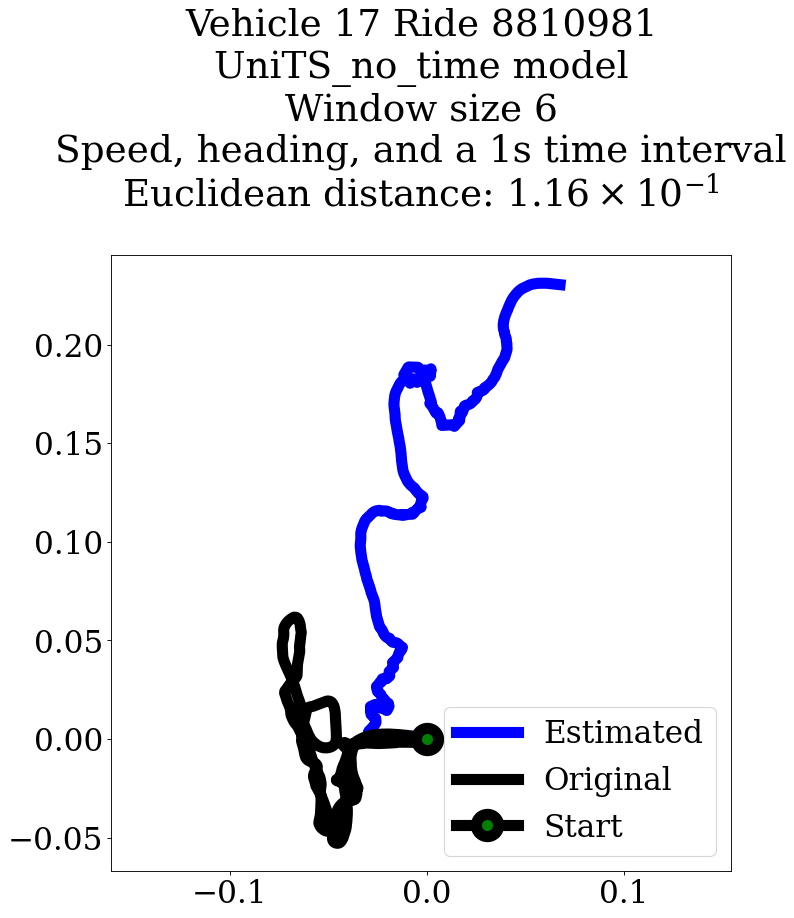 Vehicle 17 Ride 8810981
UniTS_no_time model
Window size 6
Speed, heading, and a 1s time interval
Euclidean distance: 1.16 × 10⁻¹
0.20
0.15
0.10
0.05
0.00
−0.05
−0.1
0.0
0.1
Estimated
Original
Start